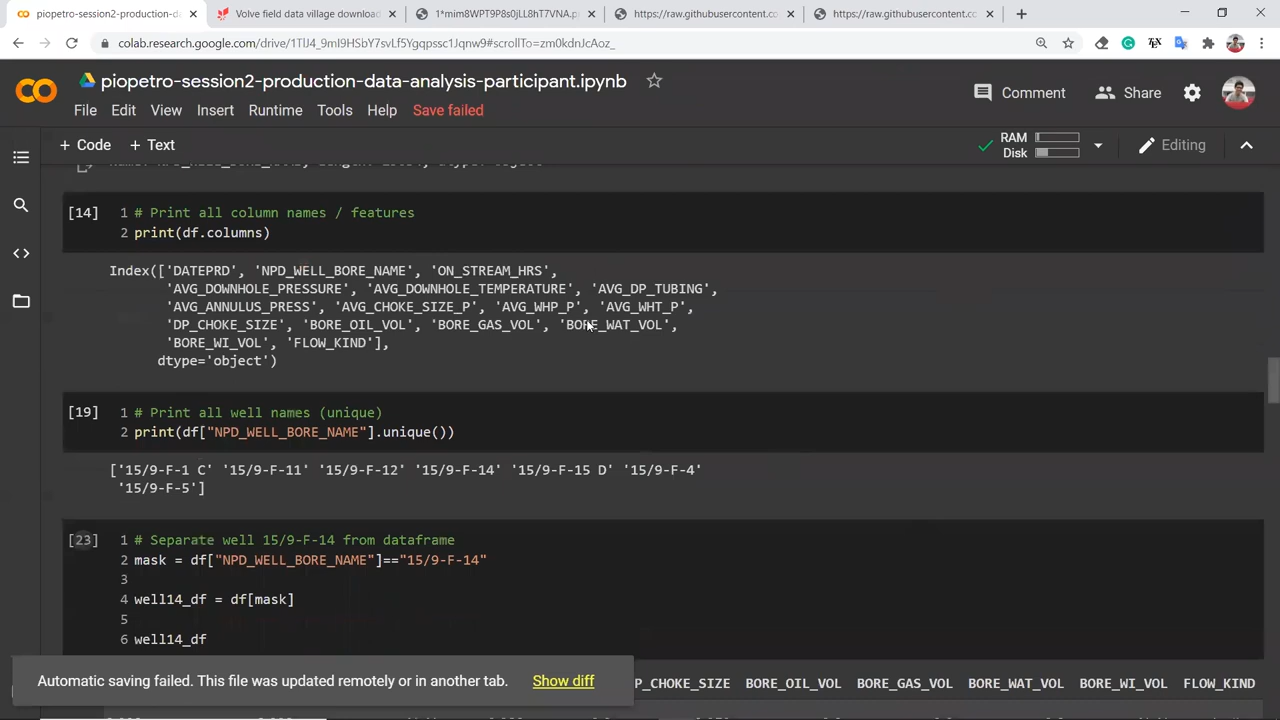 piopetro-session2-production-d
Volve field data village download
1*mim8WPT9P8s0jLL8hT7VNA.p
https://raw.githubusercontent.co
https://raw.githubusercontent.cc
colab.research.google.com/drive/1TlJ4_9mI9HSbY7svLf5Ygqpssc1Jqnw9#scrollTo=zm0kdnJcAoz_
piopetro-session2-production-data-analysis-participant.ipynb
File Edit View Insert Runtime Tools Help Save failed
Comment Share
+ Code + Text
RAM
Disk
Editing
[14]
1 # Print all column names / features
2 print(df.columns)
Index(['DATEPRD', 'NPD_WELL_BORE_NAME', 'ON_STREAM_HRS',
'AVG_DOWNHOLE_PRESSURE', 'AVG_DOWNHOLE_TEMPERATURE', 'AVG_DP_TUBING',
'AVG_ANNULUS_PRESS', 'AVG_CHOKE_SIZE_P', 'AVG_WHP_P', 'AVG_WHT_P',
'DP_CHOKE_SIZE', 'BORE_OIL_VOL', 'BORE_GAS_VOL', 'BORE_WAT_VOL',
'BORE_WI_VOL', 'FLOW_KIND'],
dtype='object')
[19]
1 # Print all well names (unique)
2 print(df["NPD_WELL_BORE_NAME"].unique())
['15/9-F-1 C' '15/9-F-11' '15/9-F-12' '15/9-F-14' '15/9-F-15 D' '15/9-F-4'
'15/9-F-5']
[23]
1 # Separate well 15/9-F-14 from dataframe
2 mask = df["NPD_WELL_BORE_NAME"]=="15/9-F-14"
3
4 well14_df = df[mask]
5
6 well14_df
Automatic saving failed. This file was updated remotely or in another tab. Show diff
P_CHOKE_SIZE BORE_OIL_VOL BORE_GAS_VOL BORE_WAT_VOL BORE_WI_VOL FLOW_KIND